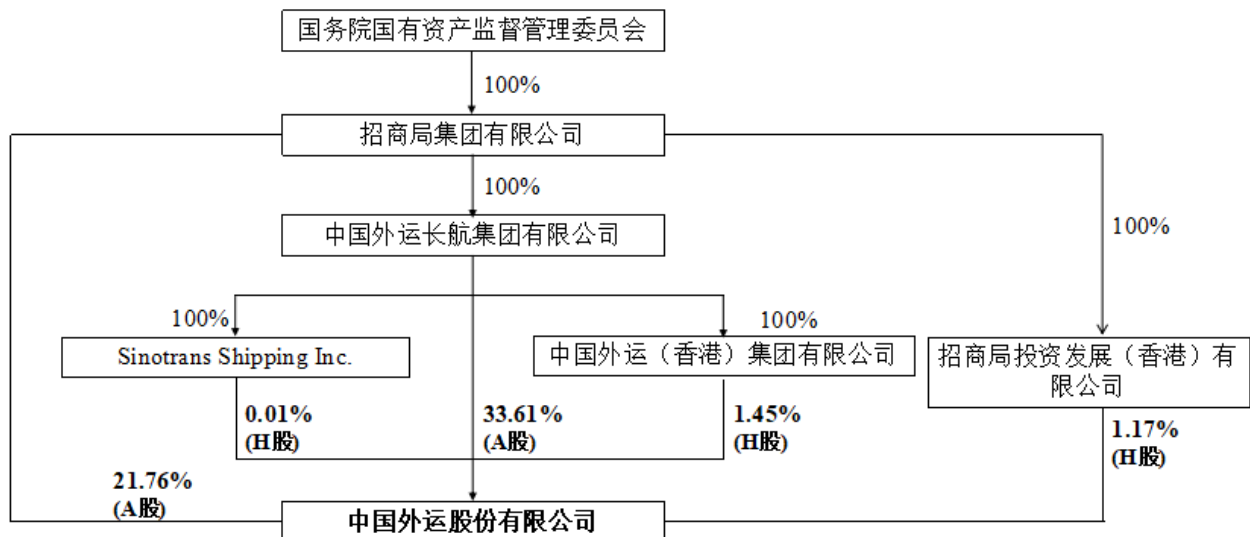 国务院国有资产监督管理委员会
100%
招商局集团有限公司
100%
中国外运长航集团有限公司
100%
100%
100%
Sinotrans Shipping Inc.
中国外运（香港）集团有限公司
招商局投资发展（香港）有
限公司
0.01%
(H股)
33.61%
(A股)
1.45%
(H股)
1.17%
(H股)
21.76%
(A股)
中国外运股份有限公司